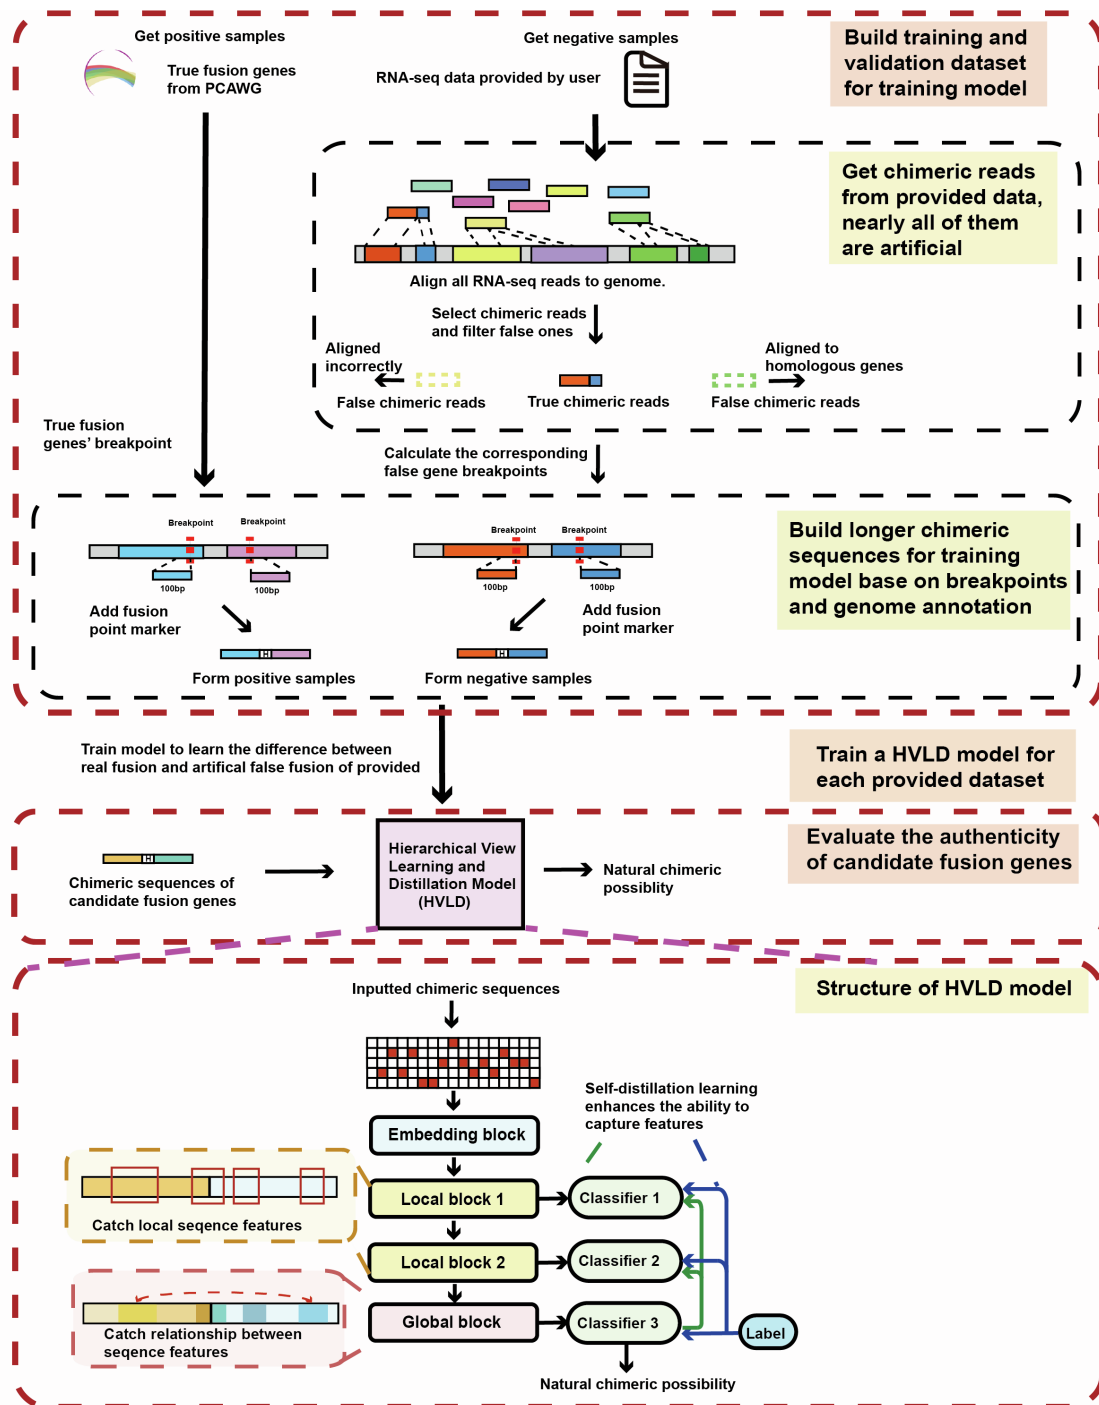 Get positive samples
True fusion genes
from PCAWG
Get negative samples
RNA-seq data provided by user
Build training and
validation dataset
for training model
Get chimeric reads
from provided data,
nearly all of them
are artificial
Align all RNA-seq reads to genome.
Select chimeric reads
and filter false ones
Aligned
incorrectly
Aligned to
homologous genes
False chimeric reads
True chimeric reads
False chimeric reads
True fusion
genes' breakpoint
Calculate the corresponding
false gene breakpoints
Breakpoint
Breakpoint
Breakpoint
Breakpoint
100bp
100bp
100bp
100bp
Build longer chimeric
sequences for training
model base on breakpoints
and genome annotation
Add fusion
point marker
Add fusion
point marker
H
H
Form positive samples
Form negative samples
Train model to learn the difference between
real fusion and artifical false fusion of provided
Train a HVLD model for
each provided dataset
Evaluate the authenticity
of candidate fusion genes
H
Chimeric sequences of
candidate fusion genes
Hierarchical View
Learning and
Distillation Model
(HVLD)
Natural chimeric
possiblity
Structure of HVLD model
Inputted chimeric sequences
Self-distillation learning
enhances the ability to
capture features
Embedding block
Local block 1
Classifier 1
Catch local seqence features
Local block 2
Classifier 2
Global block
Classifier 3
Label
Catch relationship between
seqence features
Natural chimeric possibility